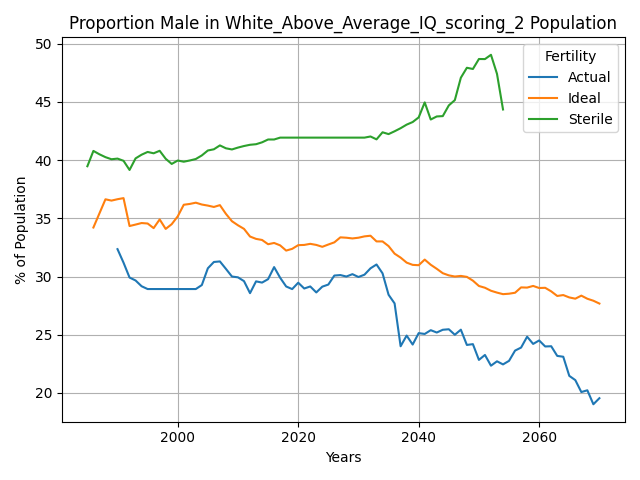 Proportion Male in White_Above_Average_IQ_scoring_2 Population
Fertility
Actual
Ideal
Sterile
% of Population
50
45
40
35
30
25
20
2000
2020
2040
2060
Years